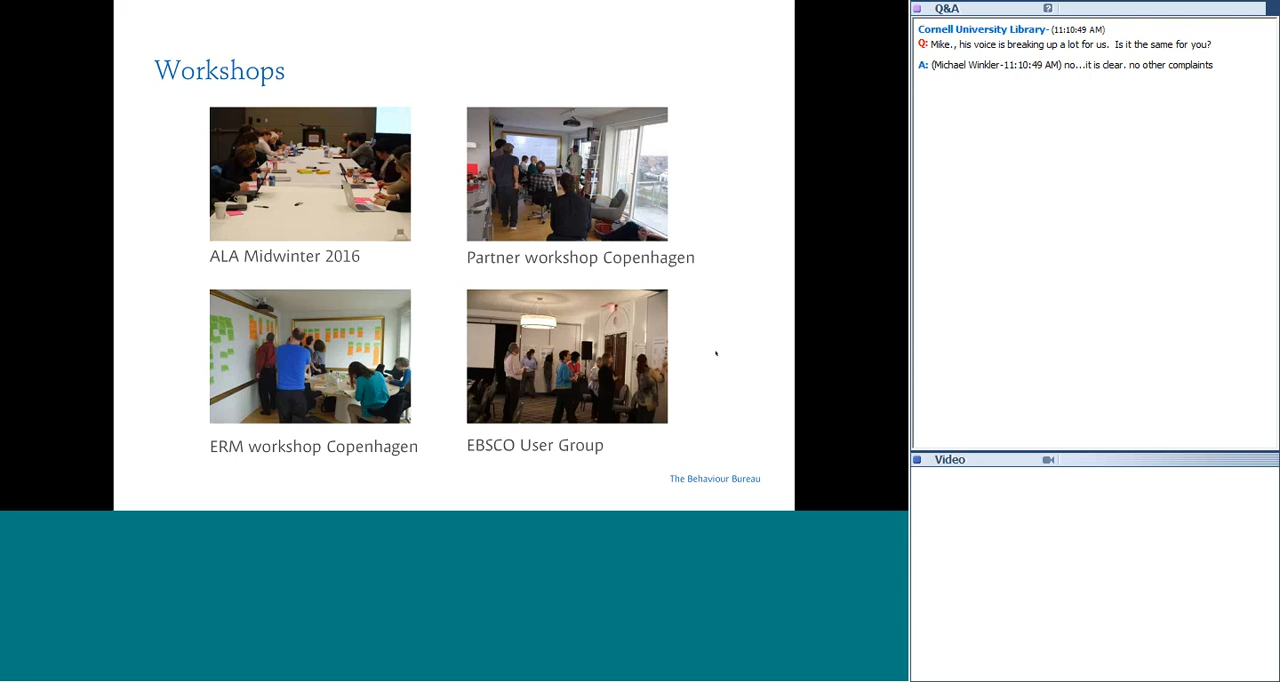 Workshops
ALA Midwinter 2016
Partner workshop Copenhagen
ERM workshop Copenhagen
EBSCO User Group
The Behaviour Bureau
Q&A
Cornell University Library- (11:10:49 AM)
Q: Mike., his voice is breaking up a lot for us. Is it the same for you?
A: (Michael Winkler-11:10:49 AM) no...it is clear. no other complaints
Video